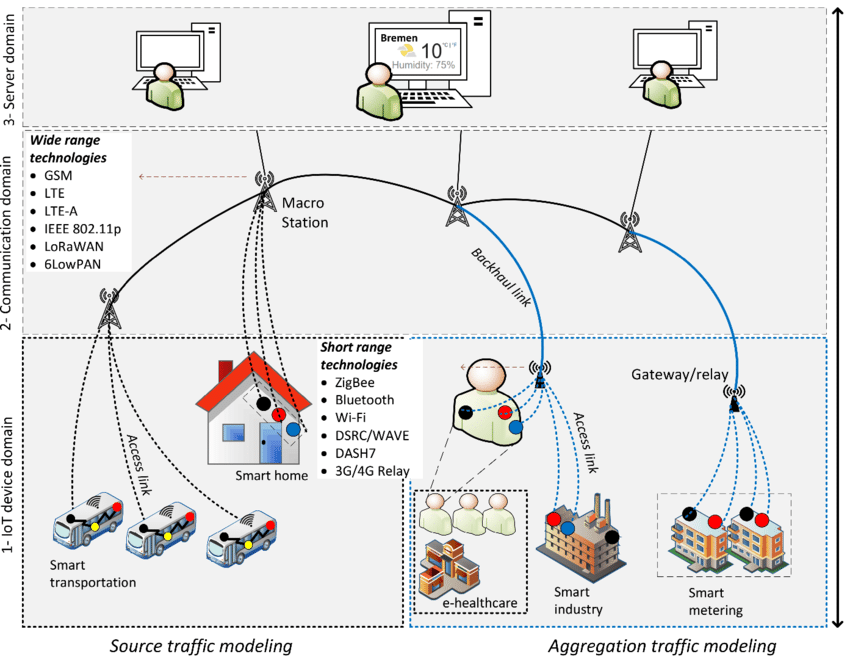 3- Server domain
Bremen
10 °C|°F
Humidity: 75%
2- Communication domain
Wide range
technologies
• GSM
• LTE
• LTE-A
• IEEE 802.11p
• LoRaWAN
• 6LowPAN
Macro
Station
Backhaul link
1- IoT device domain
Short range
technologies
• ZigBee
• Bluetooth
• Wi-Fi
• DSRC/WAVE
• DASH7
• 3G/4G Relay
Gateway/relay
Access link
Smart home
Access link
Smart
transportation
e-healthcare
Smart
industry
Smart
metering
Source traffic modeling
Aggregation traffic modeling